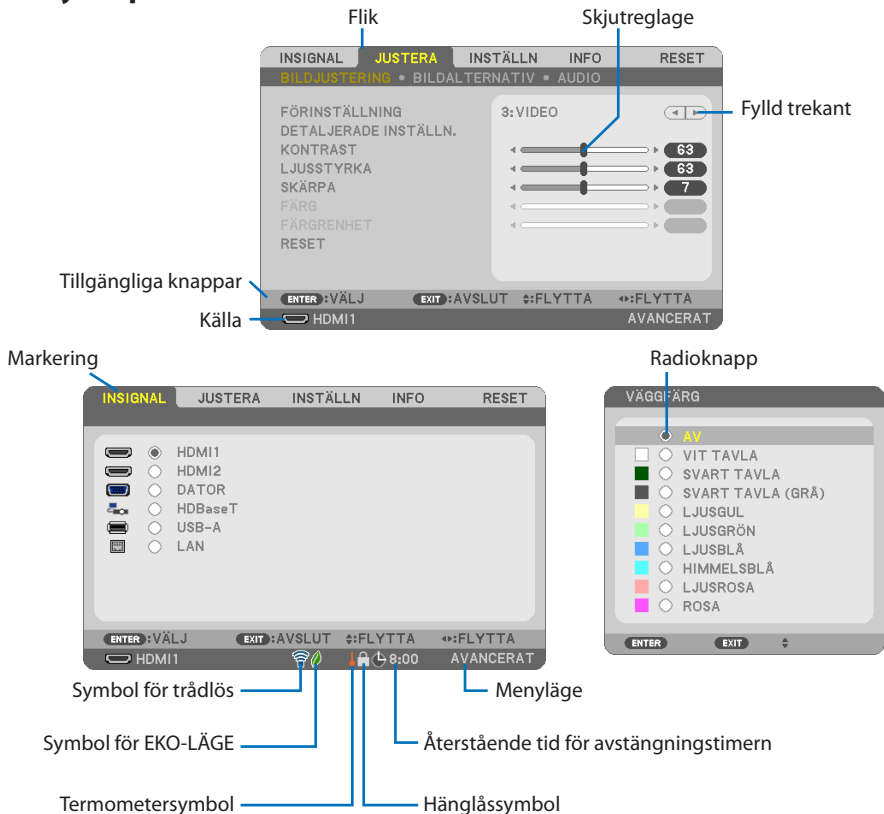 Flik
Skjutreglage
INSIGNAL JUSTERA INSTÄLLN INFO RESET
BILDJUSTERING • BILDALTERNATIV • AUDIO
FÖRINSTÄLLNING 3:VIDEO
Fylld trekant
DETALJERADE INSTÄLLN.
KONTRAST 63
LJUSSTYRKA 63
SKÄRPA 7
FÄRG
FÄRGRENHET
RESET
Tillgängliga knappar
ENTER:VÄLJ EXIT:AVSLUT :FLYTTA :FLYTTA
Källa
HDMI1 AVANCERAT
Markering
INSIGNAL JUSTERA INSTÄLLN INFO RESET
HDMI1
HDMI2
DATOR
HDBaseT
USB-A
LAN
ENTER:VÄLJ EXIT:AVSLUT :FLYTTA :FLYTTA
HDMI1 8:00 AVANCERAT
Radioknapp
VÄGGFÄRG
AV
VIT TAVLA
SVART TAVLA
SVART TAVLA (GRÅ)
LJUSGUL
LJUSGRÖN
LJUSBLÅ
HIMMELSBLÅ
LJUSROSA
ROSA
ENTER EXIT
Symbol för trådlös
Menyläge
Symbol för EKO-LÄGE
Återstående tid för avstängningstimern
Termometersymbol
Hänglåssymbol